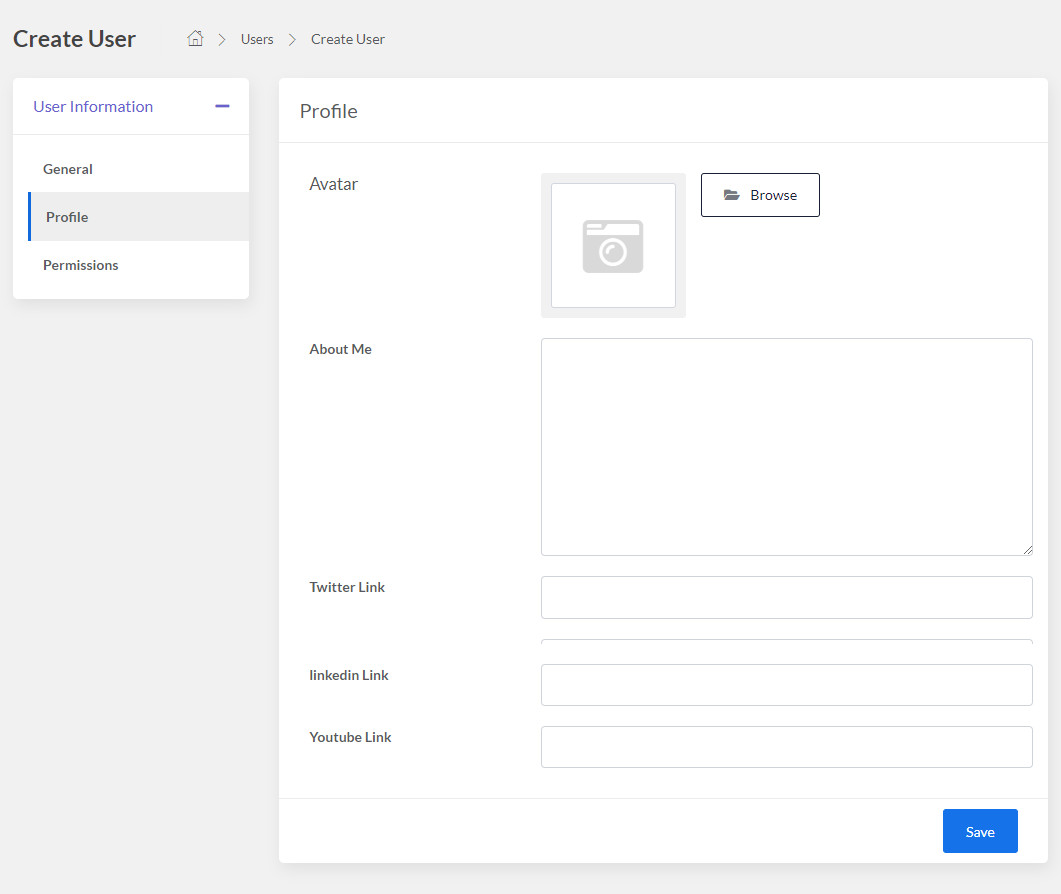 Create User
Users
Create User
User Information
General
Profile
Permissions
Profile
Avatar
Browse
About Me
Twitter Link
linkedin Link
Youtube Link
Save